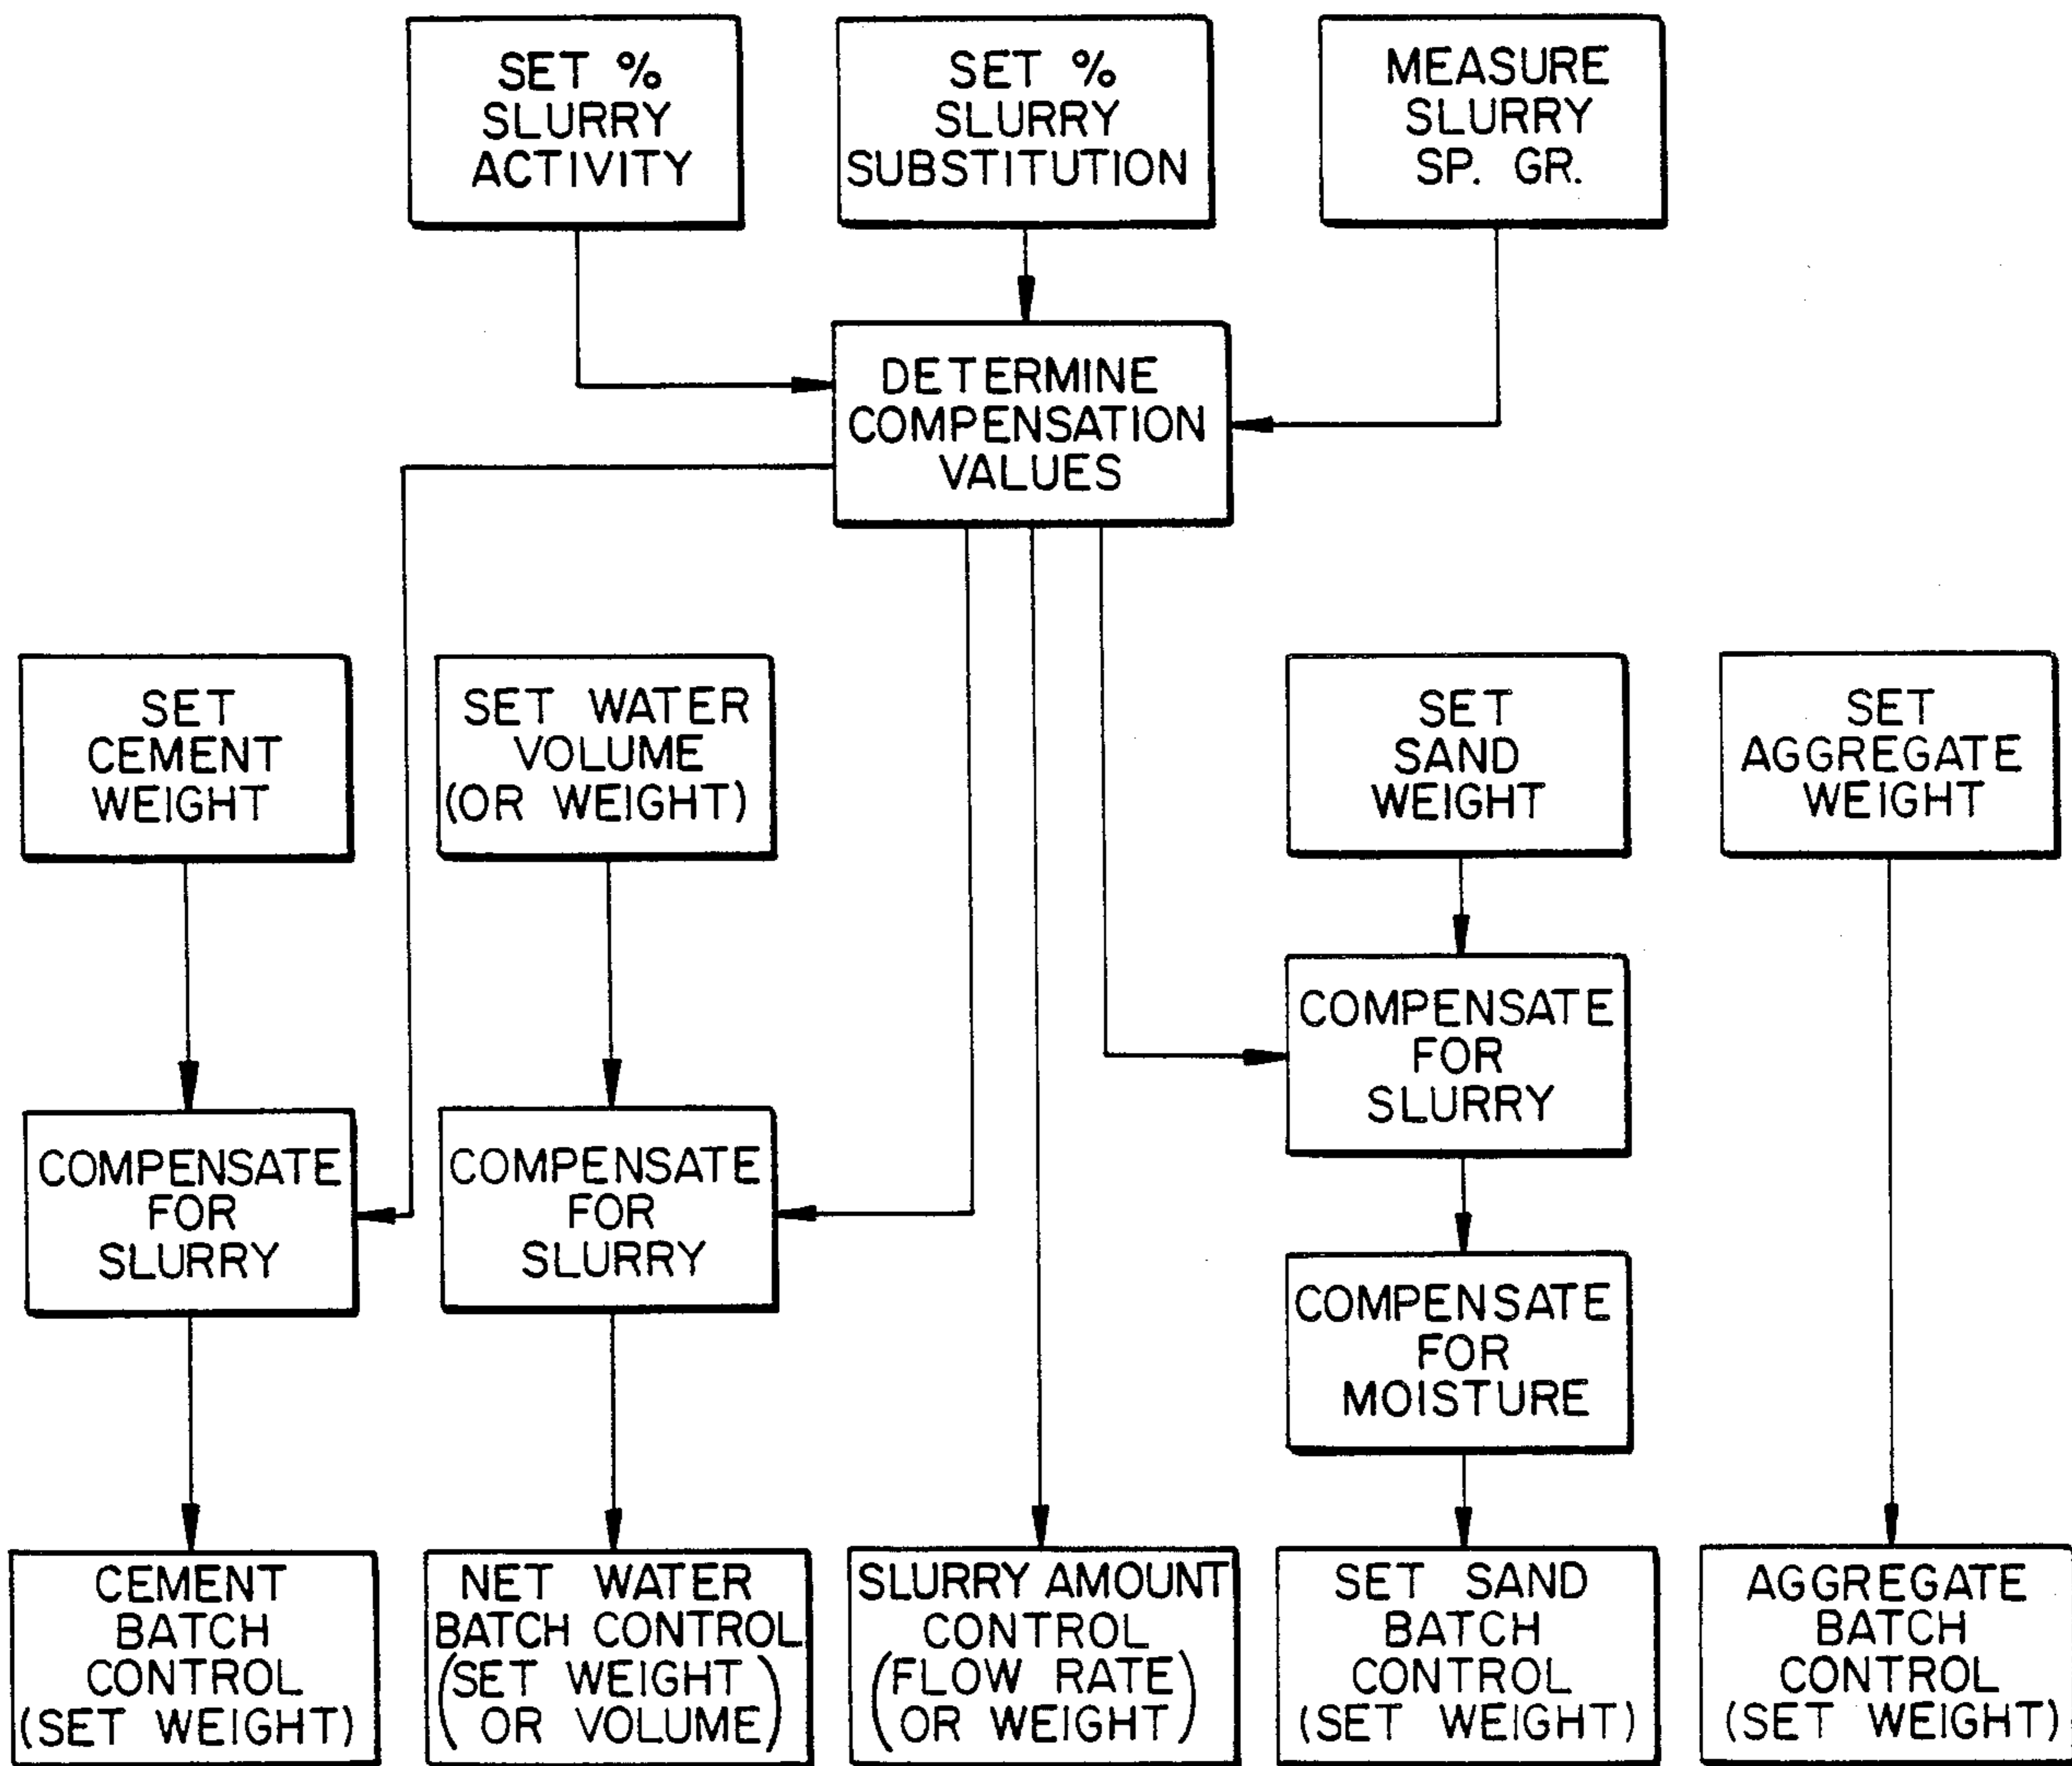 SET %
SLURRY
ACTIVITY
SET %
SLURRY
SUBSTITUTION
MEASURE
SLURRY
SP. GR.
DETERMINE
COMPENSATION
VALUES
SET
CEMENT
WEIGHT
SET WATER
VOLUME
(OR WEIGHT)
SET
SAND
WEIGHT
SET
AGGREGATE
WEIGHT
COMPENSATE
FOR
SLURRY
COMPENSATE
FOR
SLURRY
COMPENSATE
FOR
SLURRY
COMPENSATE
FOR
MOISTURE
CEMENT
BATCH
CONTROL
(SET WEIGHT)
NET WATER
BATCH CONTROL
(SET WEIGHT
OR VOLUME)
SLURRY AMOUNT
CONTROL
(FLOW RATE
OR WEIGHT)
SET SAND
BATCH
CONTROL
(SET WEIGHT)
AGGREGATE
BATCH
CONTROL
(SET WEIGHT)